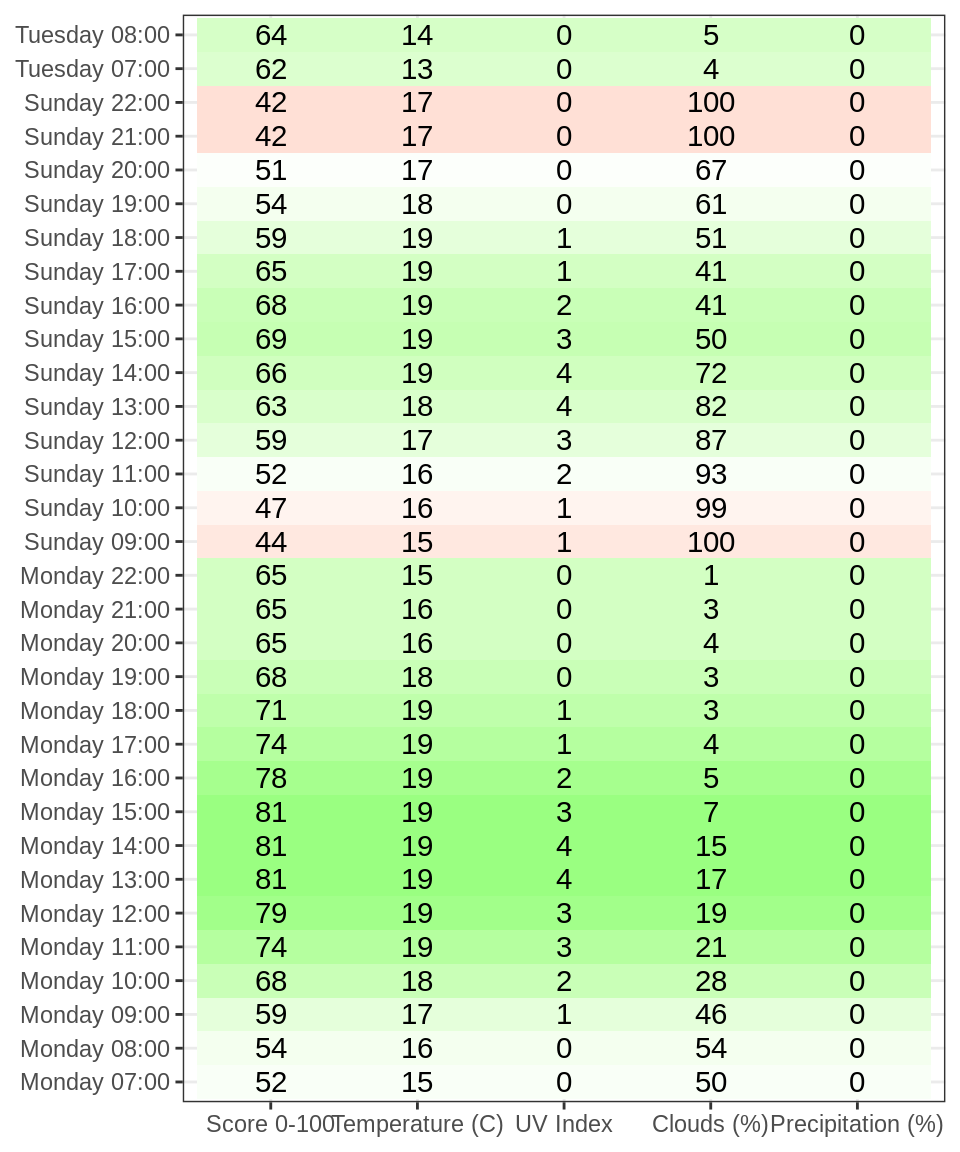 Tuesday 08:00 64 14 0 5 0
Tuesday 07:00 62 13 0 4 0
Sunday 22:00 42 17 0 100 0
Sunday 21:00 42 17 0 100 0
Sunday 20:00 51 17 0 67 0
Sunday 19:00 54 18 0 61 0
Sunday 18:00 59 19 1 51 0
Sunday 17:00 65 19 1 41 0
Sunday 16:00 68 19 2 41 0
Sunday 15:00 69 19 3 50 0
Sunday 14:00 66 19 4 72 0
Sunday 13:00 63 18 4 82 0
Sunday 12:00 59 17 3 87 0
Sunday 11:00 52 16 2 93 0
Sunday 10:00 47 16 1 99 0
Sunday 09:00 44 15 1 100 0
Monday 22:00 65 15 0 1 0
Monday 21:00 65 16 0 3 0
Monday 20:00 65 16 0 4 0
Monday 19:00 68 18 0 3 0
Monday 18:00 71 19 1 3 0
Monday 17:00 74 19 1 4 0
Monday 16:00 78 19 2 5 0
Monday 15:00 81 19 3 7 0
Monday 14:00 81 19 4 15 0
Monday 13:00 81 19 4 17 0
Monday 12:00 79 19 3 19 0
Monday 11:00 74 19 3 21 0
Monday 10:00 68 18 2 28 0
Monday 09:00 59 17 1 46 0
Monday 08:00 54 16 0 54 0
Monday 07:00 52 15 0 50 0
Score 0-100 Temperature (C) UV Index Clouds (%) Precipitation (%)